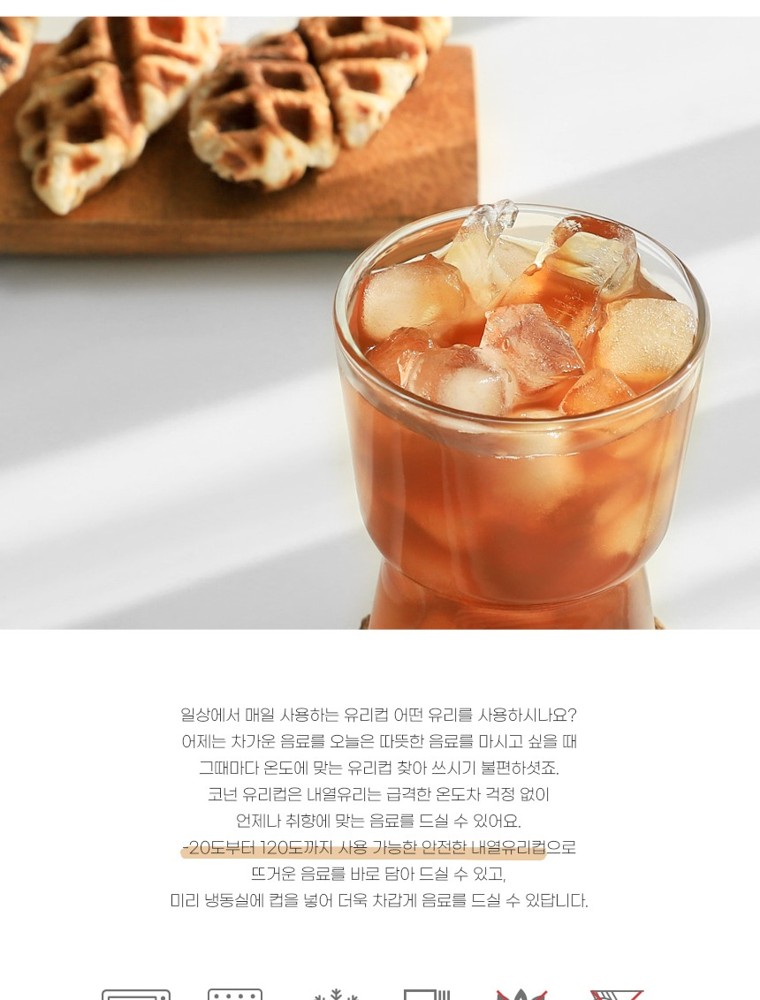 일상에서 매일 사용하는 유리컵 어떤 유리를 사용하시나요?
어제는 차가운 음료를 오늘은 따뜻한 음료를 마시고 싶을 때
그때마다 온도에 맞는 유리컵 찾아 쓰시기 불편하셧죠.
코넌 유리컵은 내열유리는 급격한 온도차 걱정 없이
언제나 취향에 맞는 음료를 드실 수 있어요.
-20도부터 120도까지 사용 가능한 안전한 내열유리컵으로
뜨거운 음료를 바로 담아 드실 수 있고,
미리 냉동실에 컵을 넣어 더욱 차갑게 음료를 드실 수 있답니다.